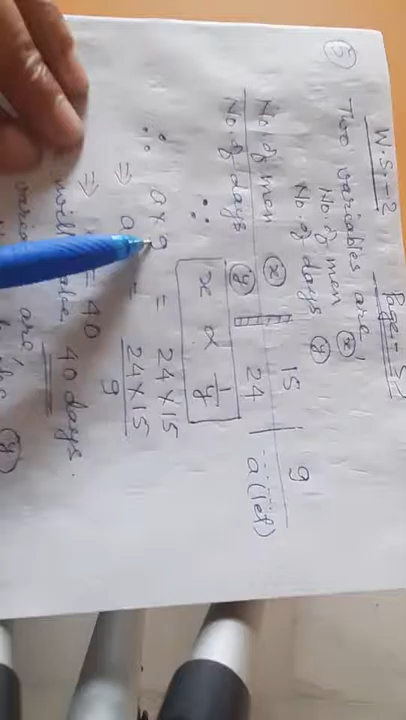 W.S.-2 Page-5
⑤ Two variables are,
No. of men ⓧ
No. of days ⓨ
No. of men ⓧ 15 | 9
No. of days ⓨ 24 | a (let)
∵ x ∝ 1/y
∴ a × 9 = 24 × 15
⇒ a = 24 × 15 / 9
⇒ = 40
will take 40 days.
are,
ⓨ